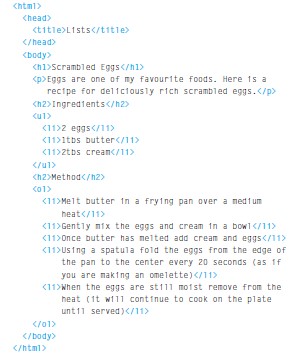 <html>
<head>
<title>Lists</title>
</head>
<body>
<h1>Scrambled Eggs</h1>
<p>Eggs are one of my favourite foods. Here is a
recipe for deliciously rich scrambled eggs.</p>
<h2>Ingredients</h2>
<ul>
<li>2 eggs</li>
<li>1tbs butter</li>
<li>2tbs cream</li>
</ul>
<h2>Method</h2>
<ol>
<li>Melt butter in a frying pan over a medium
heat</li>
<li>Gently mix the eggs and cream in a bowl</li>
<li>Once butter has melted add cream and eggs</li>
<li>Using a spatula fold the eggs from the edge of
the pan to the center every 20 seconds (as if
you are making an omelette)</li>
<li>When the eggs are still moist remove from the
heat (it will continue to cook on the plate
until served)</li>
</ol>
</body>
</html>